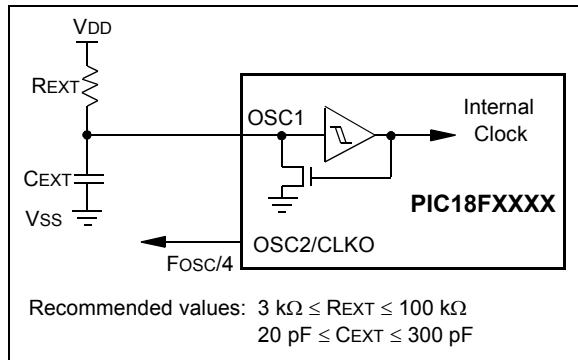 VDD
REXT
OSC1
Internal
Clock
CEXT
PIC18FXXXX
VSS
OSC2/CLKO
FOSC/4
Recommended values: 3 kΩ ≤ REXT ≤ 100 kΩ
20 pF ≤ CEXT ≤ 300 pF